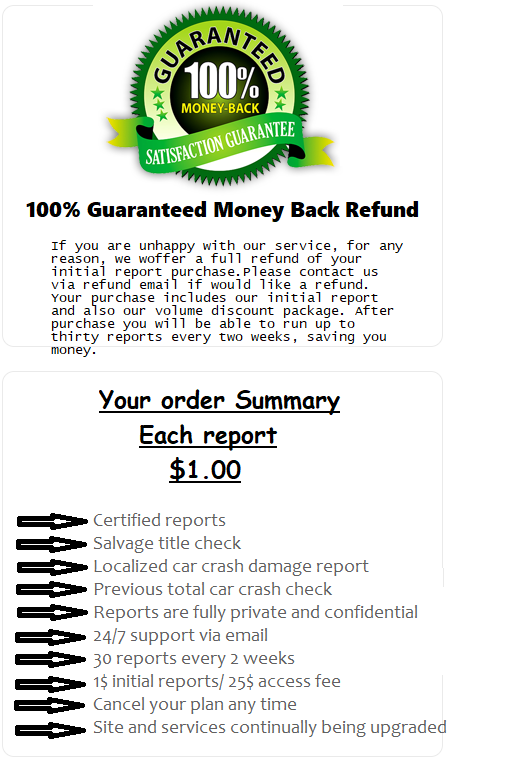 GUARANTEED
100%
MONEY-BACK
SATISFACTION GUARANTEE
100% Guaranteed Money Back Refund
If you are unhappy with our service, for any
reason, we woffer a full refund of your
initial report purchase.Please contact us
via refund email if would like a refund.
Your purchase includes our initial report
and also our volume discount package. After
purchase you will be able to run up to
thirty reports every two weeks, saving you
money.
Your order Summary
Each report
$1.00
Certified reports
Salvage title check
Localized car crash damage report
Previous total car crash check
Reports are fully private and confidential
24/7 support via email
30 reports every 2 weeks
1$ initial reports/ 25$ access fee
Cancel your plan any time
Site and services continually being upgraded